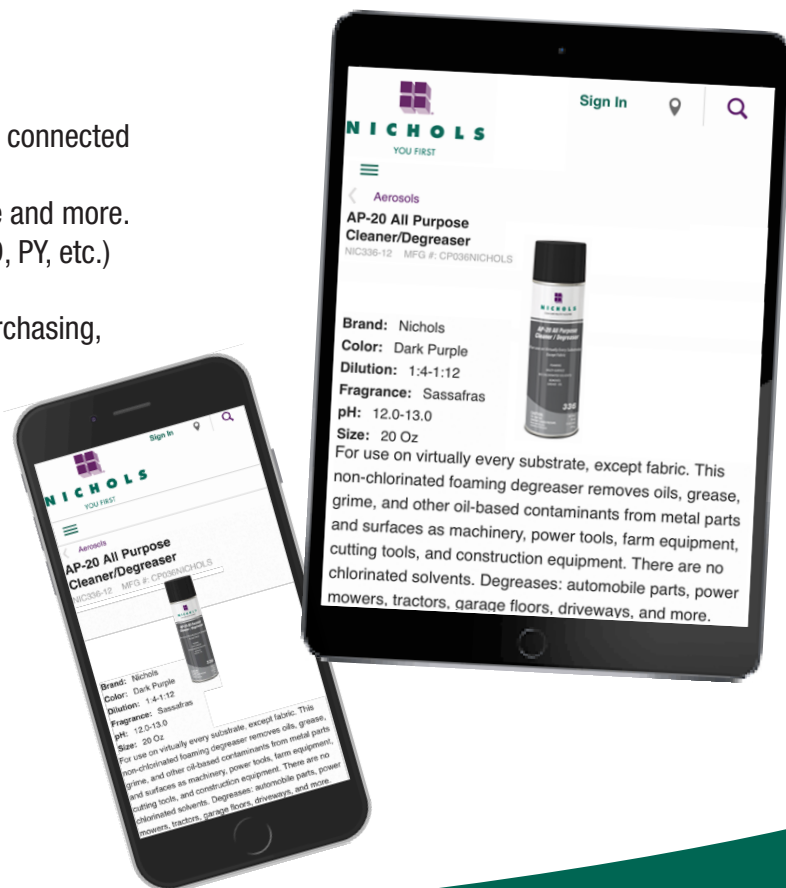 connected
e and more.
, PY, etc.)
rchasing,
Sign In
NICHOLS
YOU FIRST
Aerosols
AP-20 All Purpose
Cleaner/Degreaser
NIC336-12 MFG #: CP036NICHOLS
NICHOLS
AP-20 All Purpose
Cleaner / Degreaser
336
Brand: Nichols
Color: Dark Purple
Dilution: 1:4-1:12
Fragrance: Sassafras
pH: 12.0-13.0
Size: 20 Oz
For use on virtually every substrate, except fabric. This
non-chlorinated foaming degreaser removes oils, grease,
grime, and other oil-based contaminants from metal parts
and surfaces as machinery, power tools, farm equipment,
cutting tools, and construction equipment. There are no
chlorinated solvents. Degreases: automobile parts, power
mowers, tractors, garage floors, driveways, and more.
Sign In
NICHOLS
YOU FIRST
Aerosols
AP-20 All Purpose
Cleaner/Degreaser
NIC336-12 MFG #: CP036NICHOLS
Brand: Nichols
Color: Dark Purple
Dilution: 1:4-1:12
Fragrance: Sassafras
pH: 12.0-13.0
Size: 20 Oz
For use on virtually every substrate, except fabric. This
non-chlorinated foaming degreaser removes oils, grease,
grime, and other oil-based contaminants from metal parts
and surfaces as machinery, power tools, farm equipment,
cutting tools, and construction equipment. There are no
chlorinated solvents. Degreases: automobile parts, power
mowers, tractors, garage floors, driveways, and more.